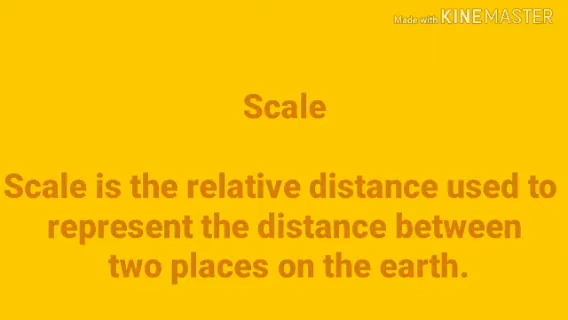 Made with KINEMASTER
Scale
Scale is the relative distance used to
represent the distance between
two places on the earth.